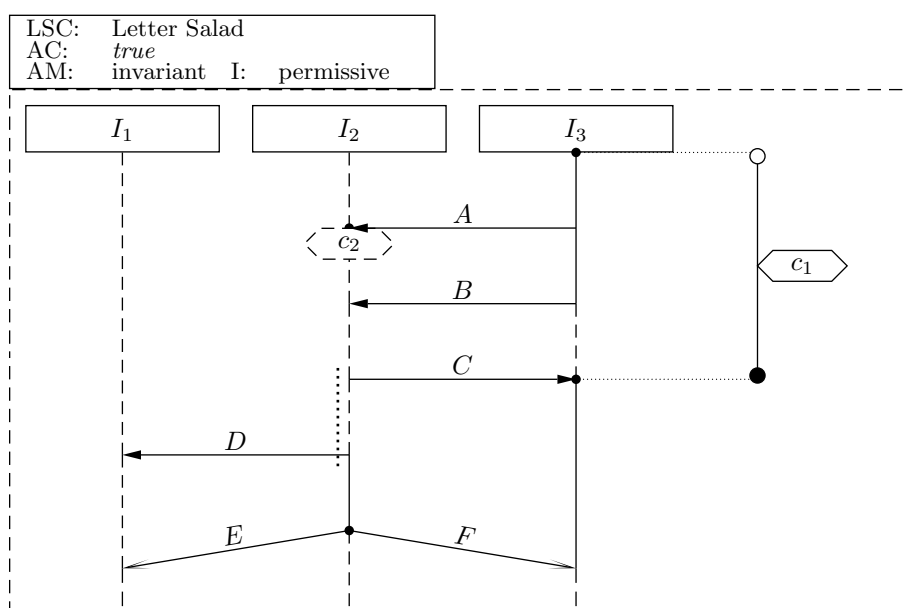 LSC: Letter Salad
AC: true
AM: invariant I: permissive
I₁ I₂ I₃
A
c₂
c₁
B
C
D
E F